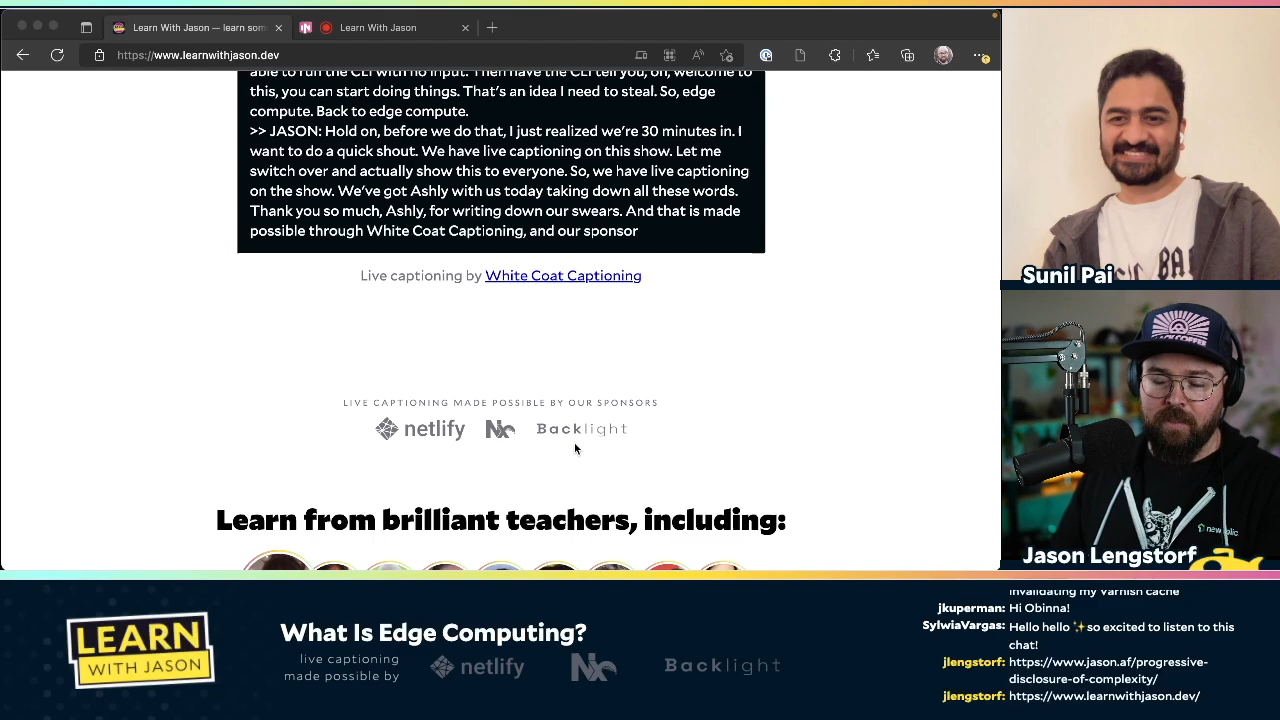 Learn With Jason — learn som
Learn With Jason
https://www.learnwithjason.dev
able to run the CLI with no input. Then have the CLI tell you, oh, welcome to
this, you can start doing things. That's an idea I need to steal. So, edge
compute. Back to edge compute.
>> JASON: Hold on, before we do that, I just realized we're 30 minutes in. I
want to do a quick shout. We have live captioning on this show. Let me
switch over and actually show this to everyone. So, we have live captioning
on the show. We've got Ashly with us today taking down all these words.
Thank you so much, Ashly, for writing down our swears. And that is made
possible through White Coat Captioning, and our sponsor
Live captioning by White Coat Captioning
LIVE CAPTIONING MADE POSSIBLE BY OUR SPONSORS
netlify Nx Backlight
Learn from brilliant teachers, including:
Sunil Pai
new relic
Jason Lengstorf
LEARN
WITH JASON
What Is Edge Computing?
live captioning
made possible by
netlify Nx Backlight
invalidating my Varnish cache
jkuperman: Hi Obinna!
SylwiaVargas: Hello hello ✨so excited to listen to this
chat!
jlengstorf: https://www.jason.af/progressive-
disclosure-of-complexity/
jlengstorf: https://www.learnwithjason.dev/